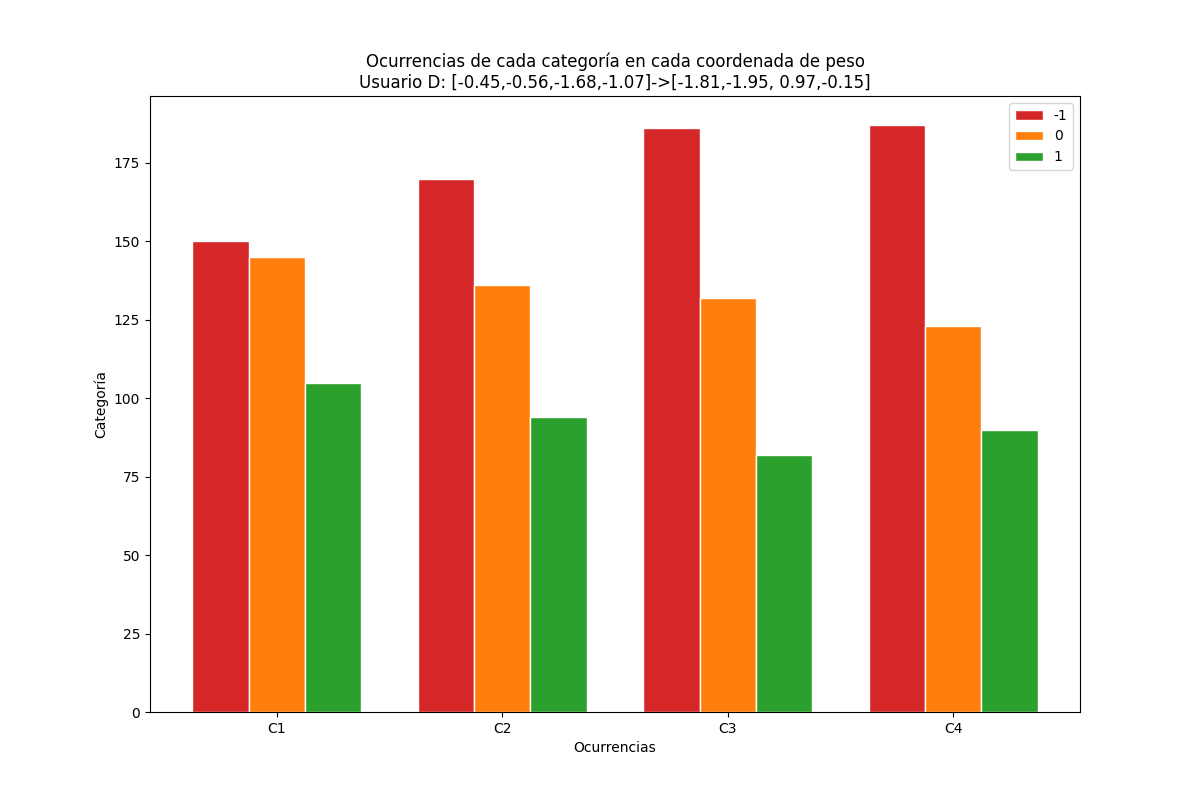 Ocurrencias de cada categoría en cada coordenada de peso
Usuario D: [-0.45,-0.56,-1.68,-1.07]->[-1.81,-1.95, 0.97,-0.15]
-1
0
1
175
150
125
100
75
50
25
0
Categoría
C1
C2
C3
C4
Ocurrencias